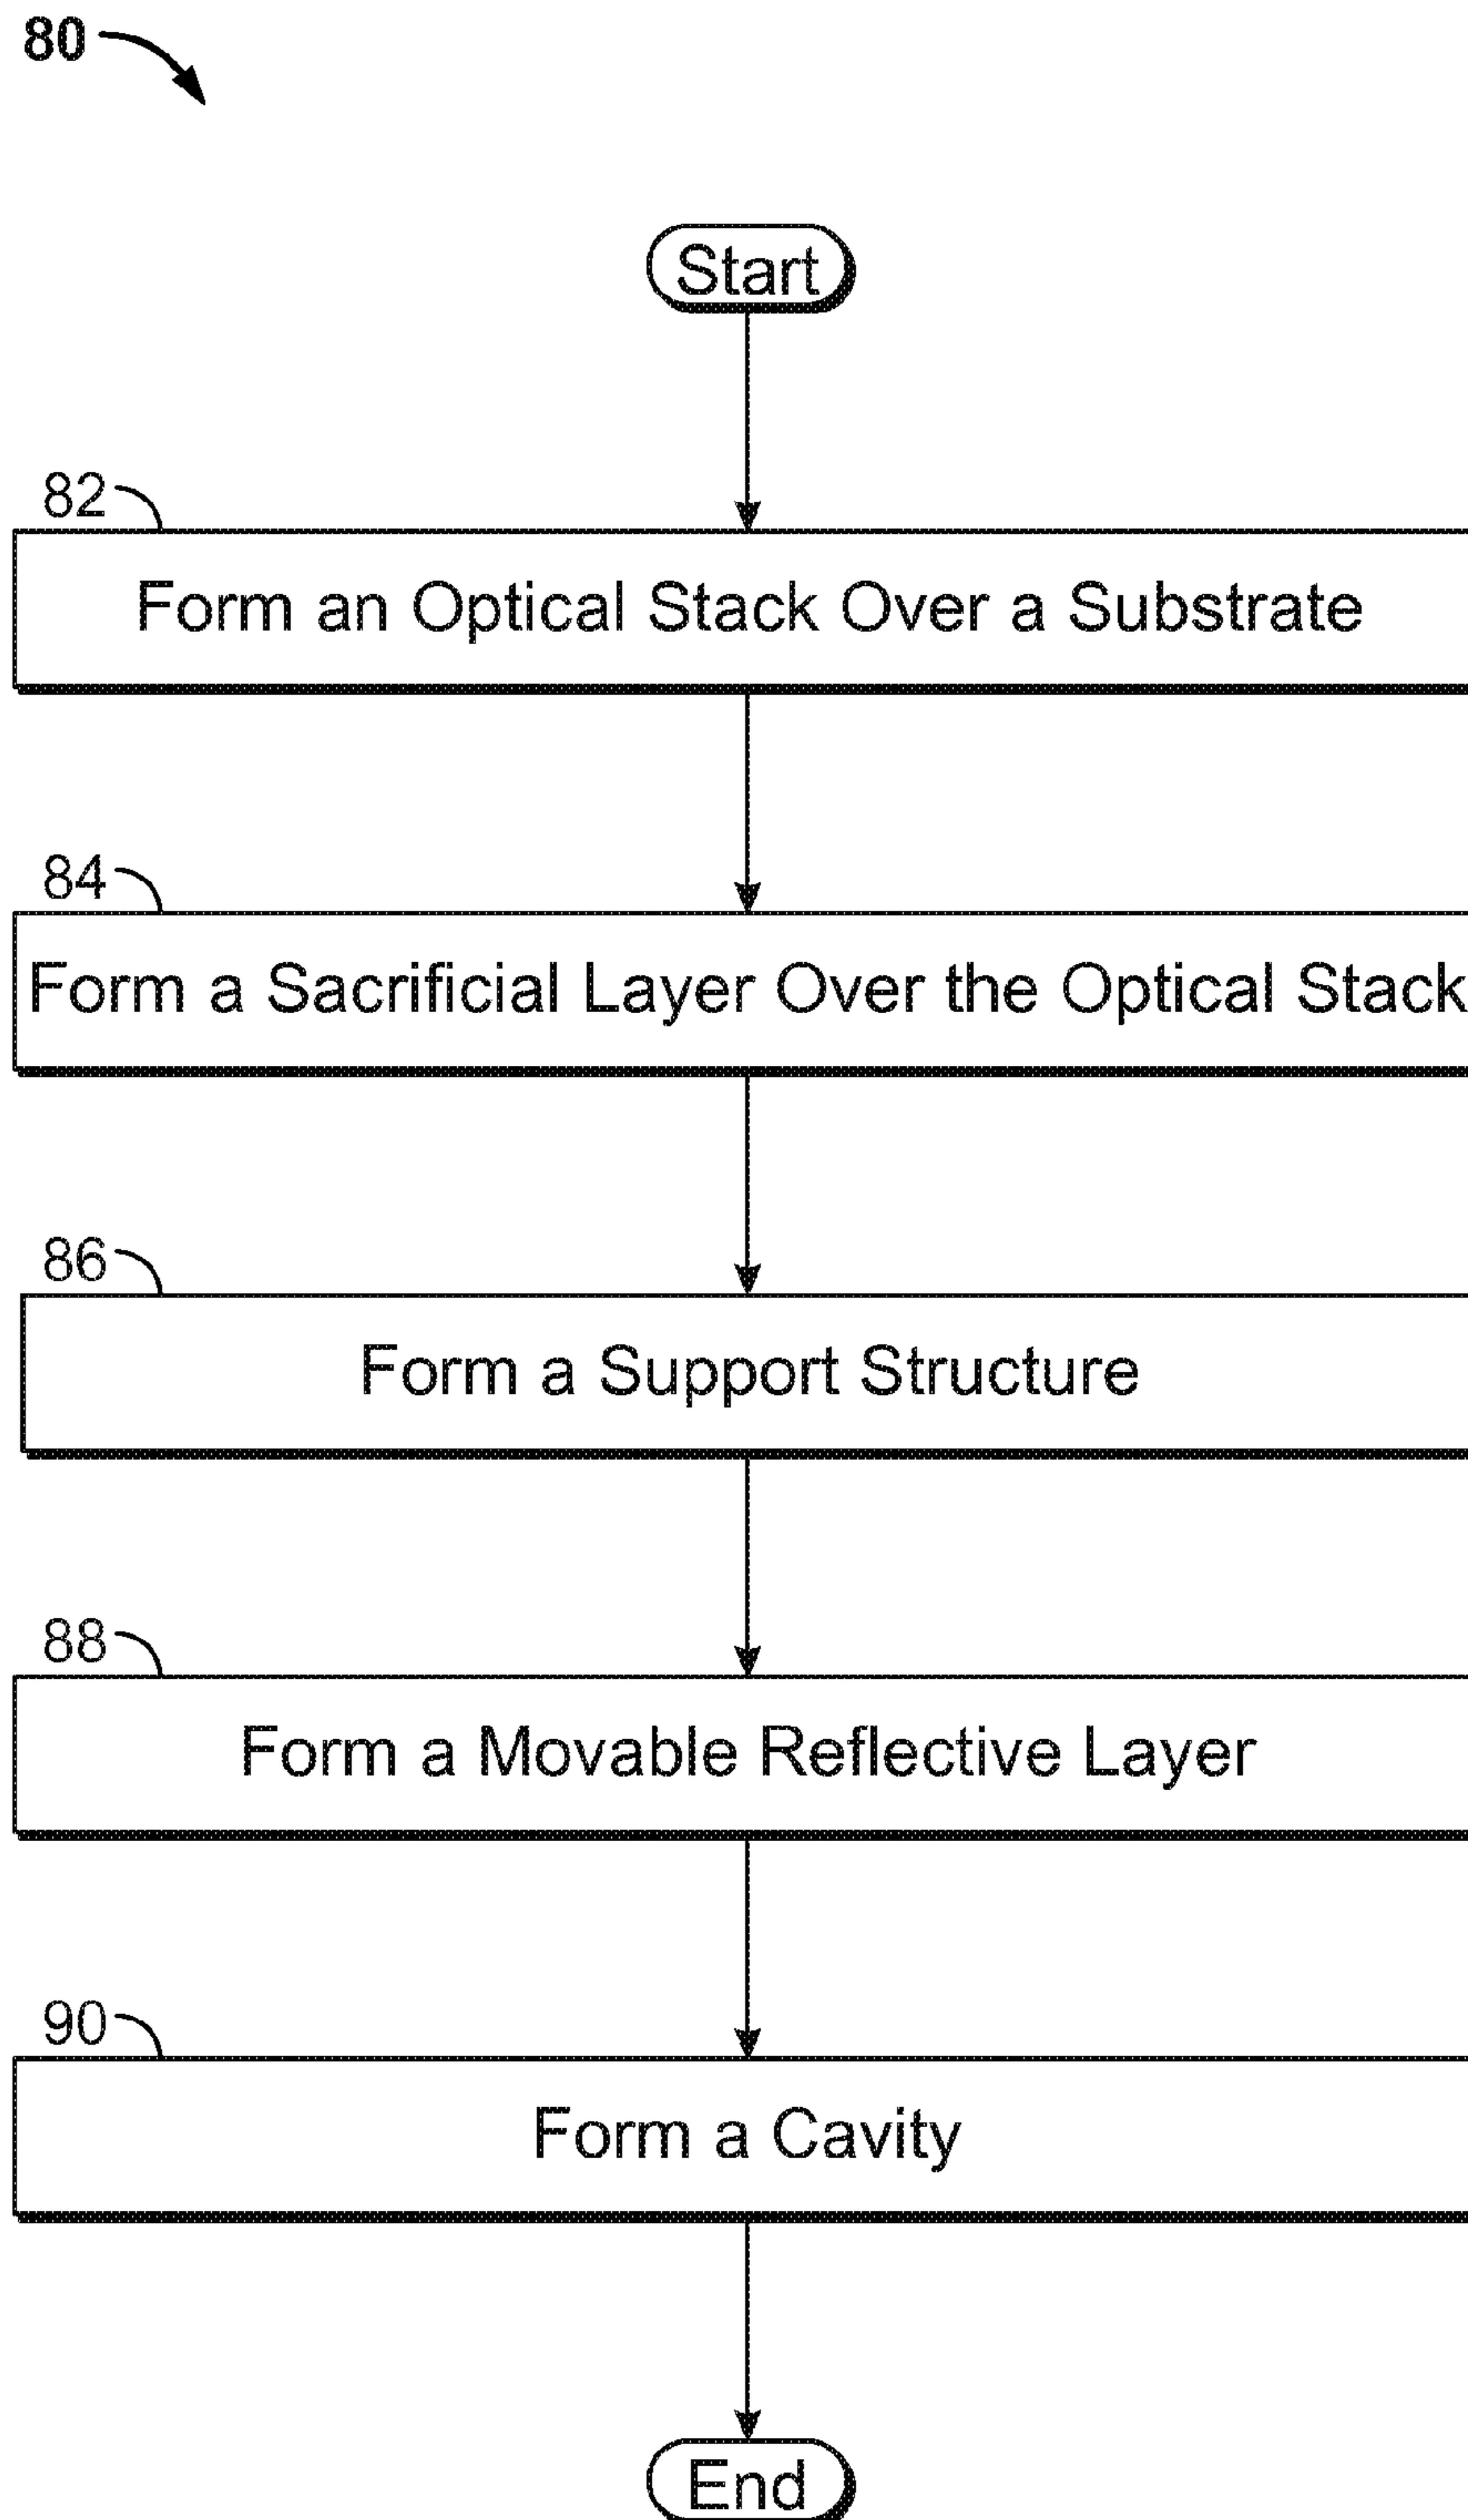 80
Start
82
Form an Optical Stack Over a Substrate
84
Form a Sacrificial Layer Over the Optical Stack
86
Form a Support Structure
88
Form a Movable Reflective Layer
90
Form a Cavity
End